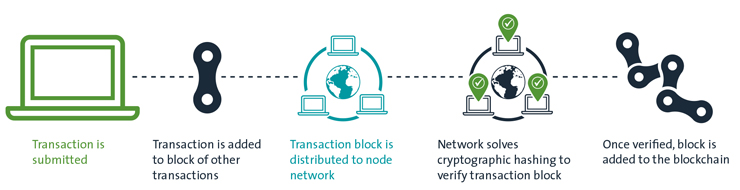 Transaction is
submitted
Transaction is added
to block of other
transactions
Transaction block is
distributed to node
network
Network solves
cryptographic hashing to
verify transaction block
Once verified, block is
added to the blockchain